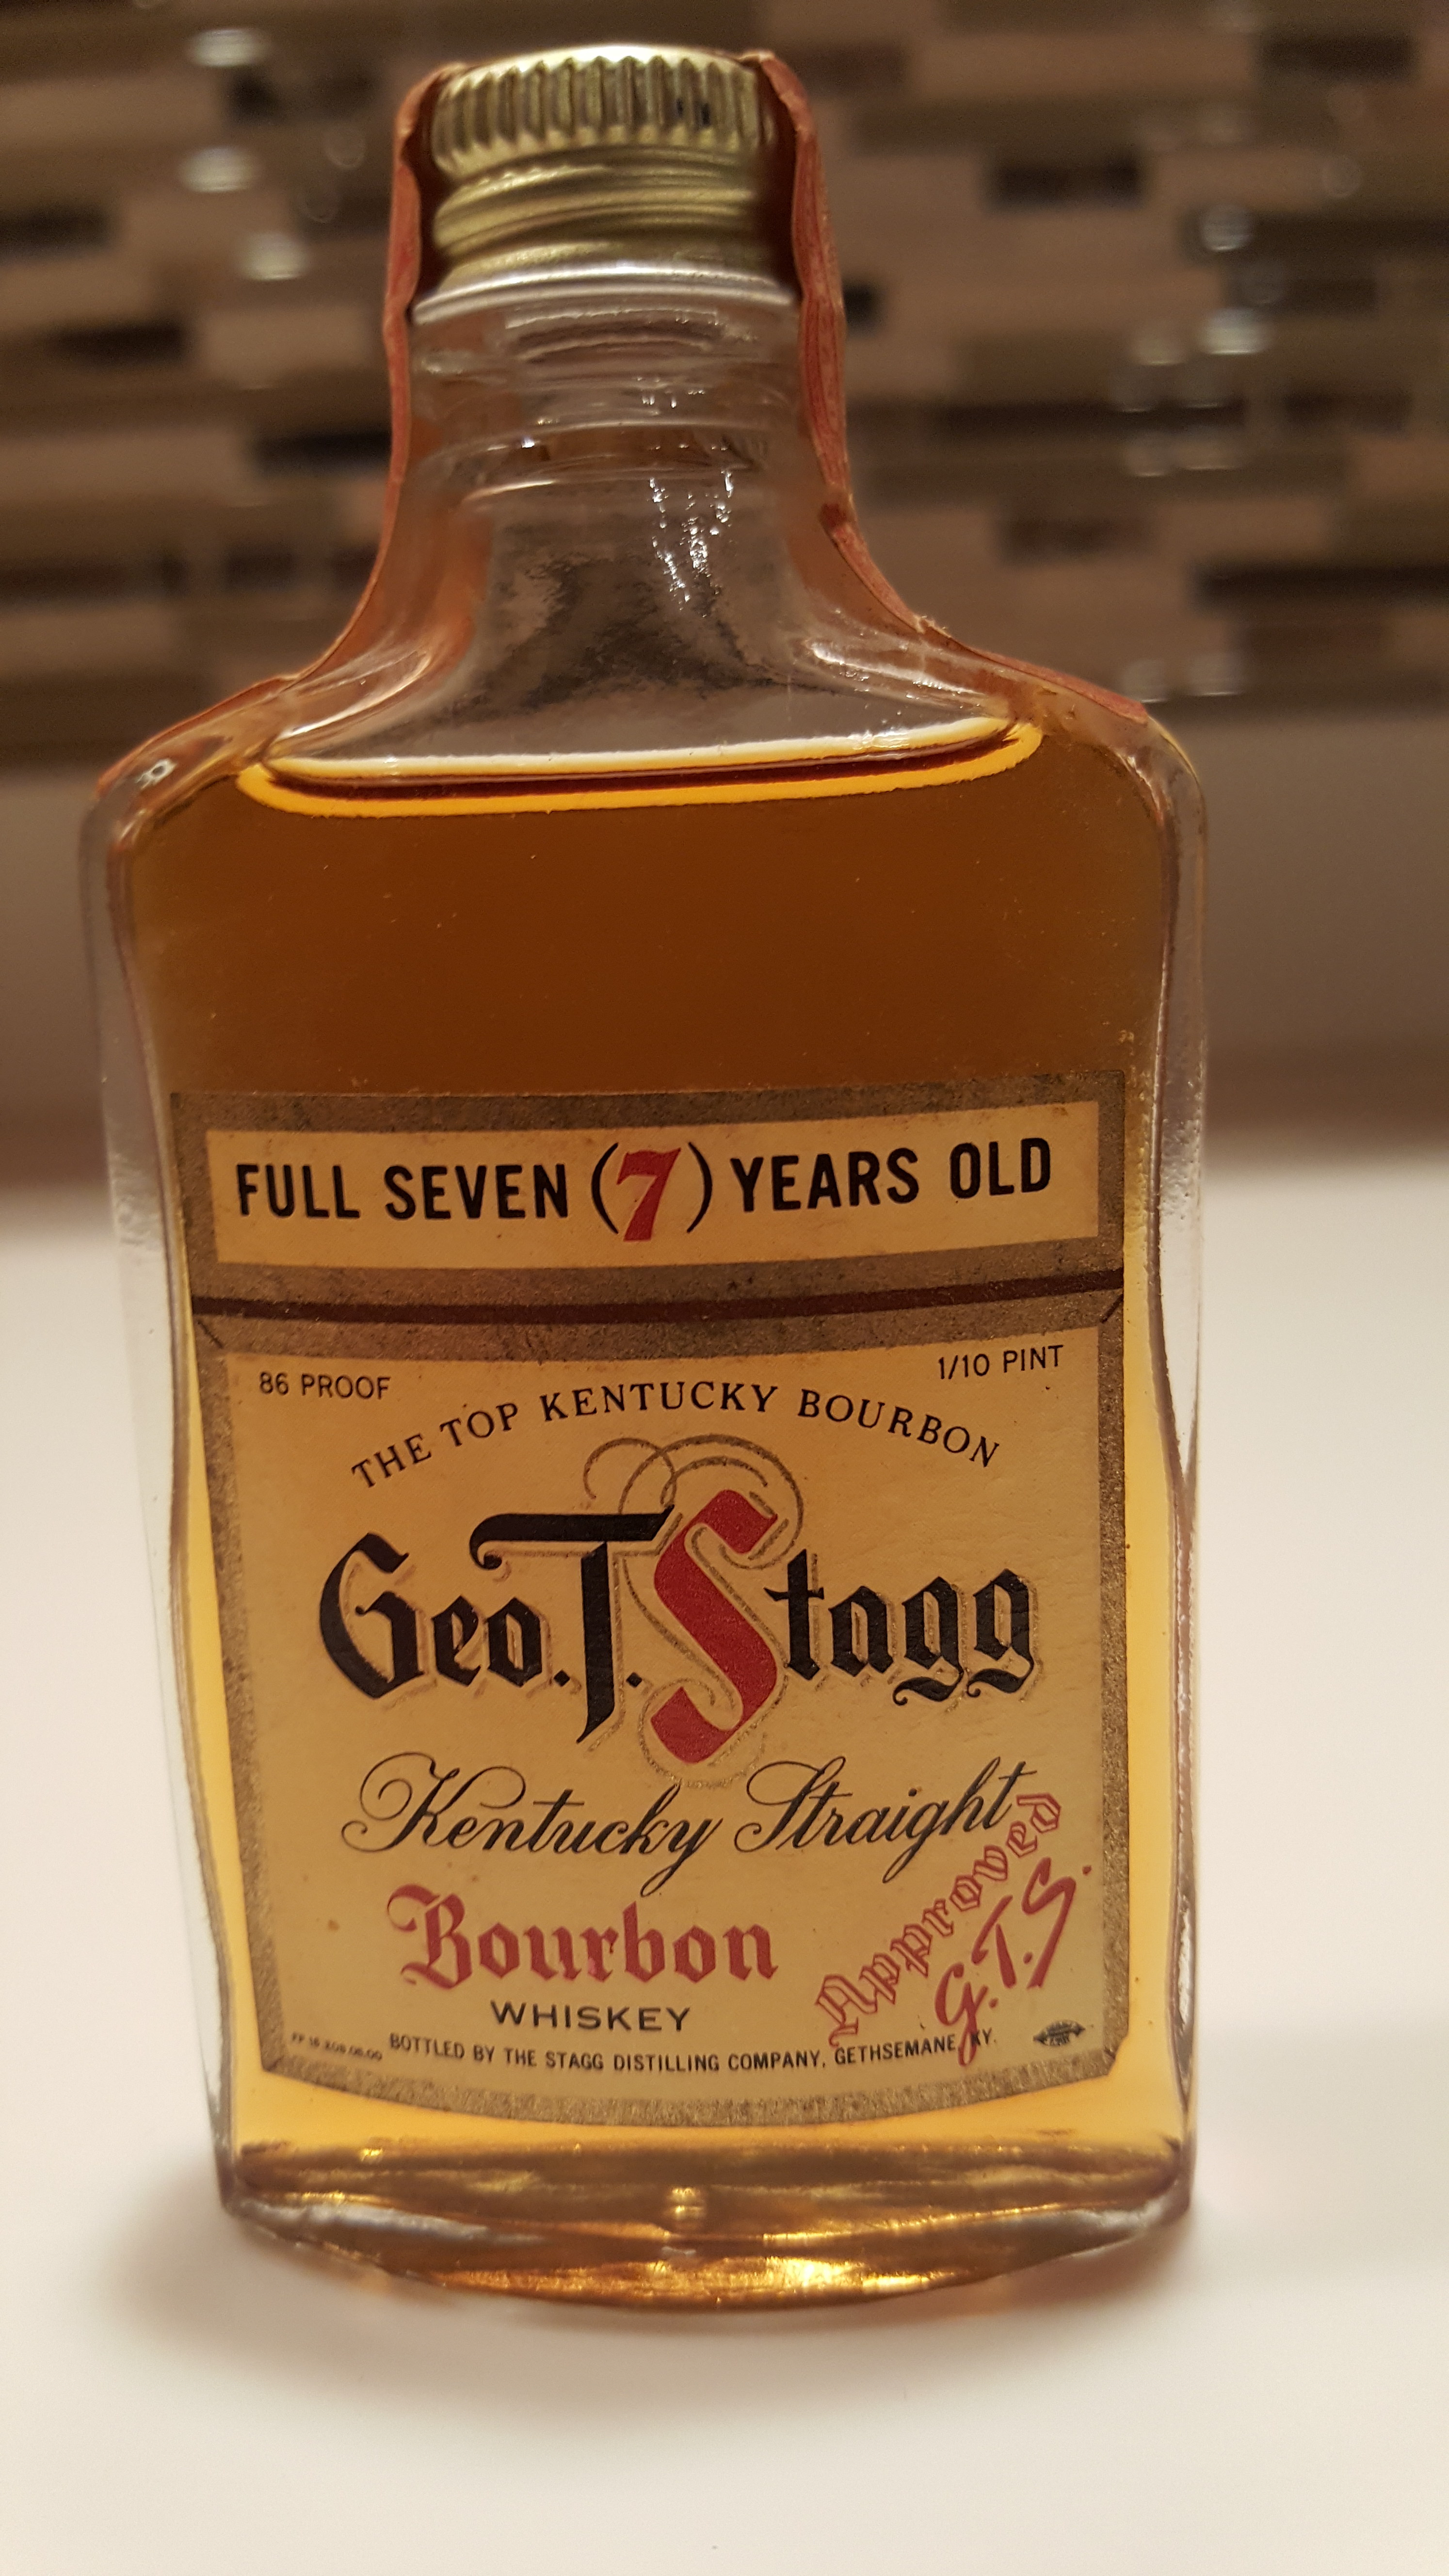 FULL SEVEN (7) YEARS OLD
86 PROOF
1/10 PINT
THE TOP KENTUCKY BOURBON
Geo. T. Stagg
Kentucky Straight
Bourbon
WHISKEY
Approved
G.T.S.
BOTTLED BY THE STAGG DISTILLING COMPANY, GETHSEMANE, KY.